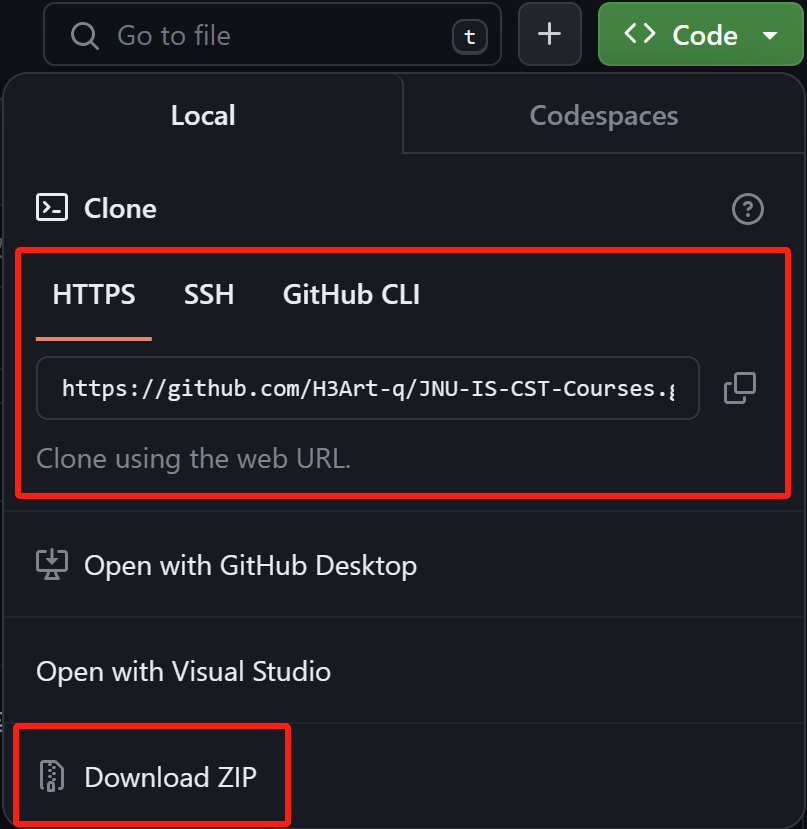 Go to file t + <> Code
Local Codespaces
Clone ?
HTTPS SSH GitHub CLI
https://github.com/H3Art-q/JNU-IS-CST-Courses.g
Clone using the web URL.
Open with GitHub Desktop
Open with Visual Studio
Download ZIP